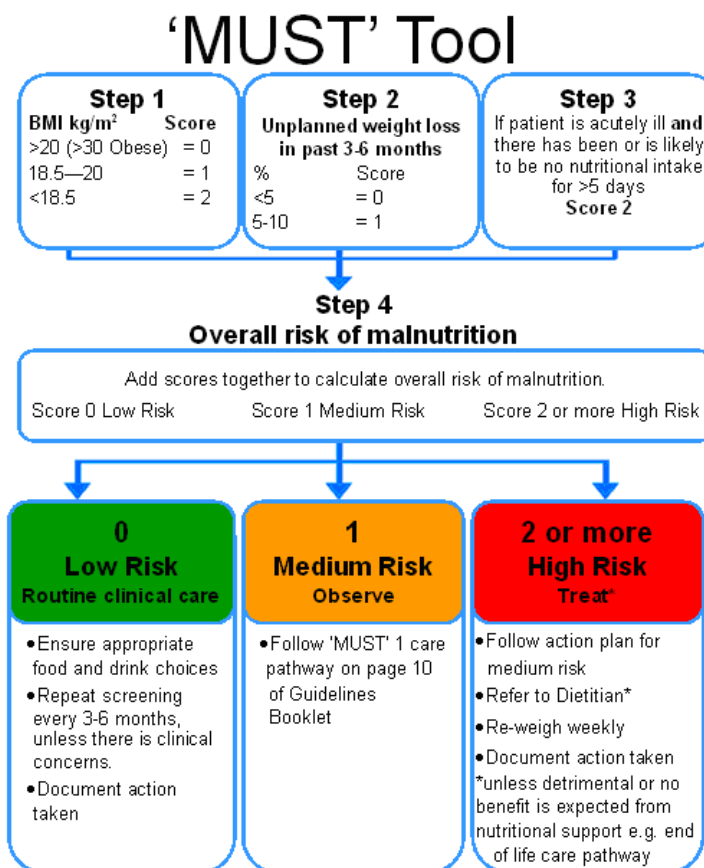 ‘MUST’ Tool
Step 1
BMI kg/m² Score
>20 (>30 Obese) = 0
18.5—20 = 1
<18.5 = 2
Step 2
Unplanned weight loss
in past 3-6 months
% Score
<5 = 0
5-10 = 1
Step 3
If patient is acutely ill and
there has been or is likely
to be no nutritional intake
for >5 days
Score 2
Step 4
Overall risk of malnutrition
Add scores together to calculate overall risk of malnutrition.
Score 0 Low Risk Score 1 Medium Risk Score 2 or more High Risk
0
Low Risk
Routine clinical care
•Ensure appropriate
food and drink choices
•Repeat screening
every 3-6 months,
unless there is clinical
concerns.
•Document action
taken
1
Medium Risk
Observe
•Follow 'MUST' 1 care
pathway on page 10
of Guidelines
Booklet
2 or more
High Risk
Treat*
•Follow action plan for
medium risk
•Refer to Dietitian*
•Re-weigh weekly
•Document action taken
*unless detrimental or no
benefit is expected from
nutritional support e.g. end
of life care pathway